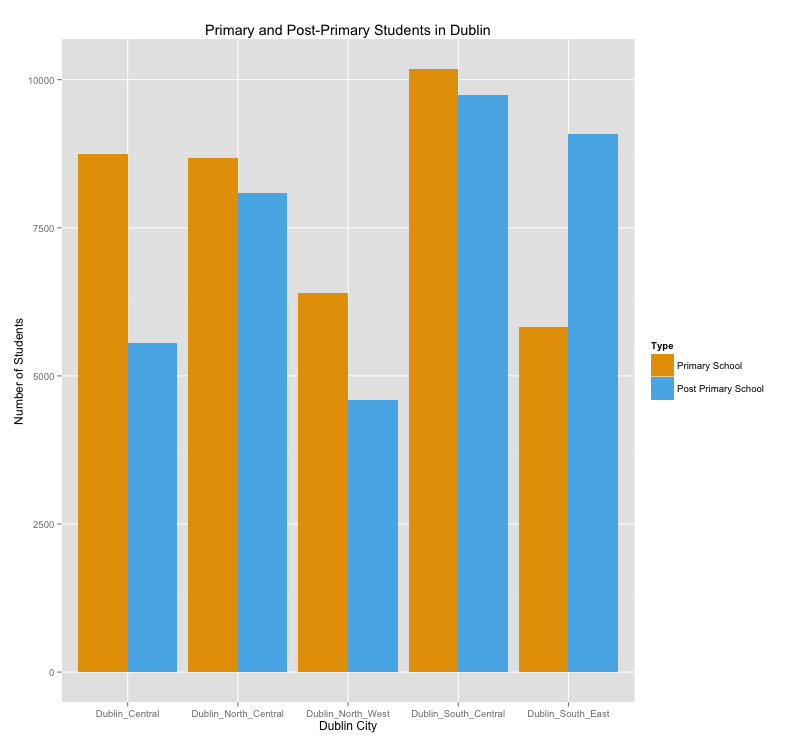 Primary and Post-Primary Students in Dublin
Number of Students
10000
7500
5000
2500
0
Dublin_Central
Dublin_North_Central
Dublin_North_West
Dublin_South_Central
Dublin_South_East
Dublin City
Type
Primary School
Post Primary School